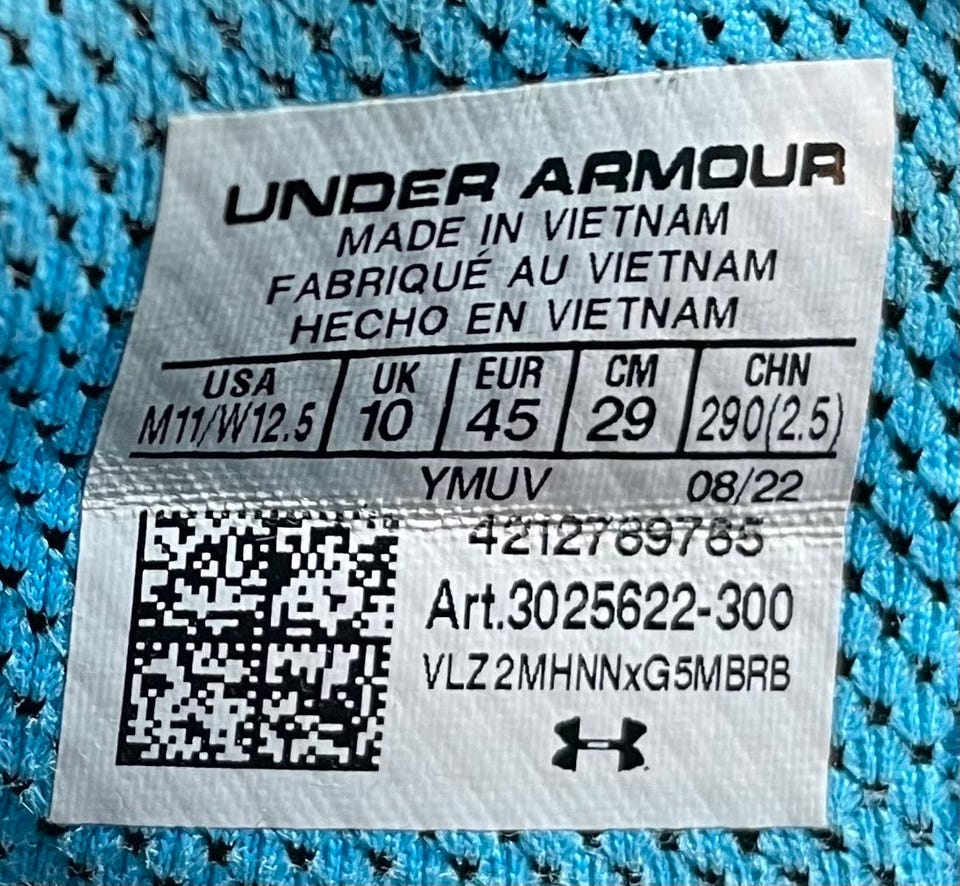 UNDER ARMOUR
MADE IN VIETNAM
FABRIQUÉ AU VIETNAM
HECHO EN VIETNAM
USA UK EUR CM CHN
M11/W12.5 10 45 29 290(2.5)
YMUV 08/22
4212789765
Art.3025622-300
VLZ2MHNNxG5MBRB